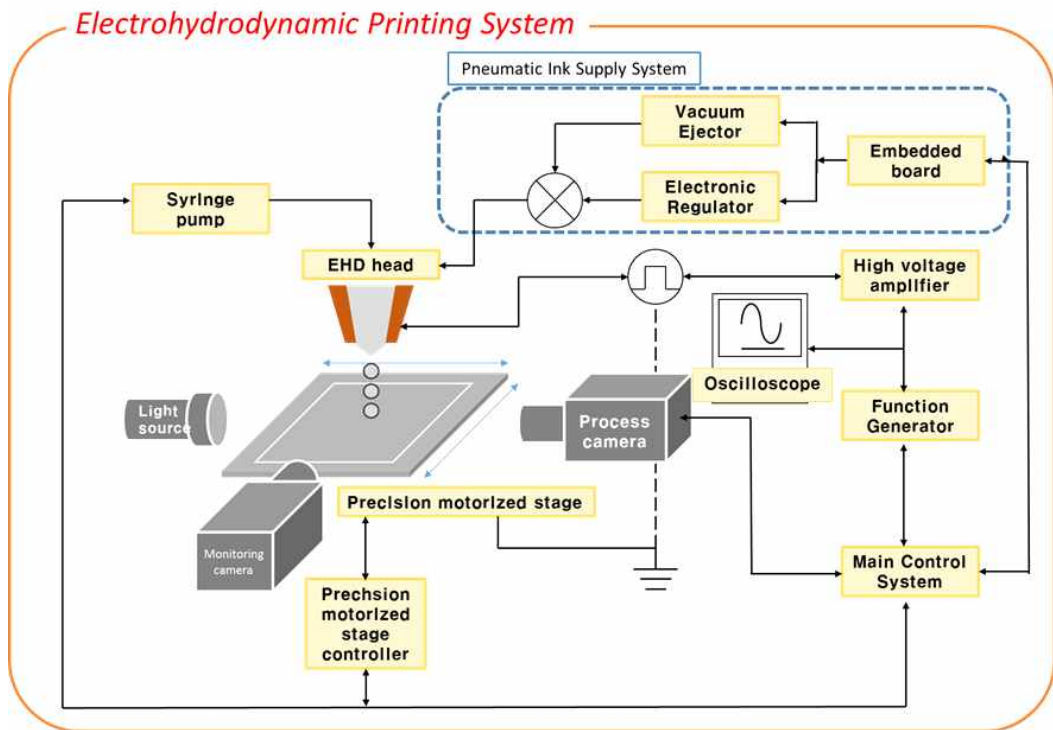 Electrohydrodynamic Printing System
Pneumatic Ink Supply System
Vacuum
Ejector
Embedded
board
Electronic
Regulator
Syringe
pump
EHD head
High voltage
amplifier
Oscilloscope
Light
source
Process
camera
Function
Generator
Precision motorized stage
Monitoring
camera
Main Control
System
Prechsion
motorized
stage
controller